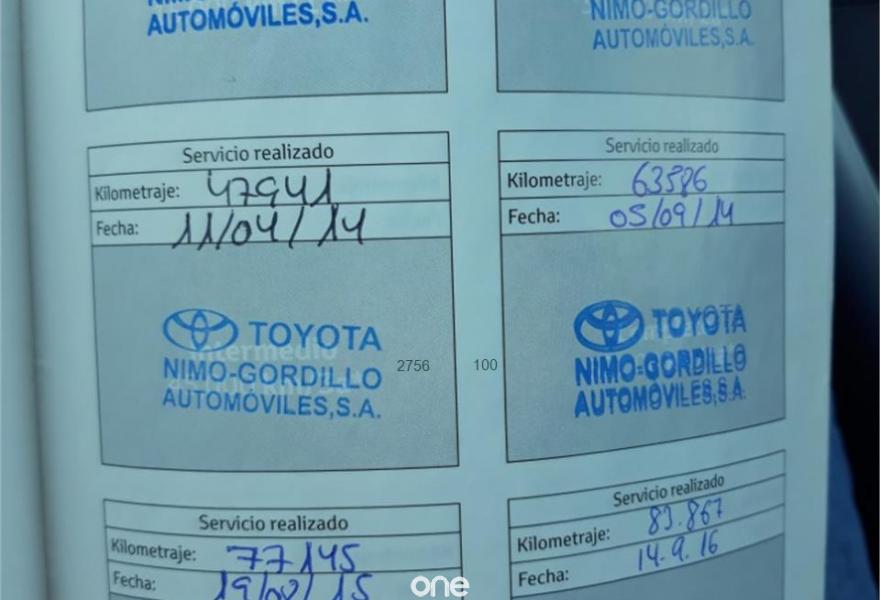 AUTOMÓVILES,S.A.
NIMO-GORDILLO
AUTOMÓVILES,S.A.
Servicio realizado
Kilometraje: 47941
Fecha: 11/04/14
TOYOTA
Intermedio
NIMO-GORDILLO
AUTOMÓVILES,S.A.
2756
Servicio realizado
Kilometraje: 63586
Fecha: 05/09/14
TOYOTA
NIMO-GORDILLO
AUTOMÓVILES,S.A.
100
Servicio realizado
Kilometraje: 77145
Fecha:
Servicio realizado
Kilometraje: 83.867
Fecha: 14.9.16
one